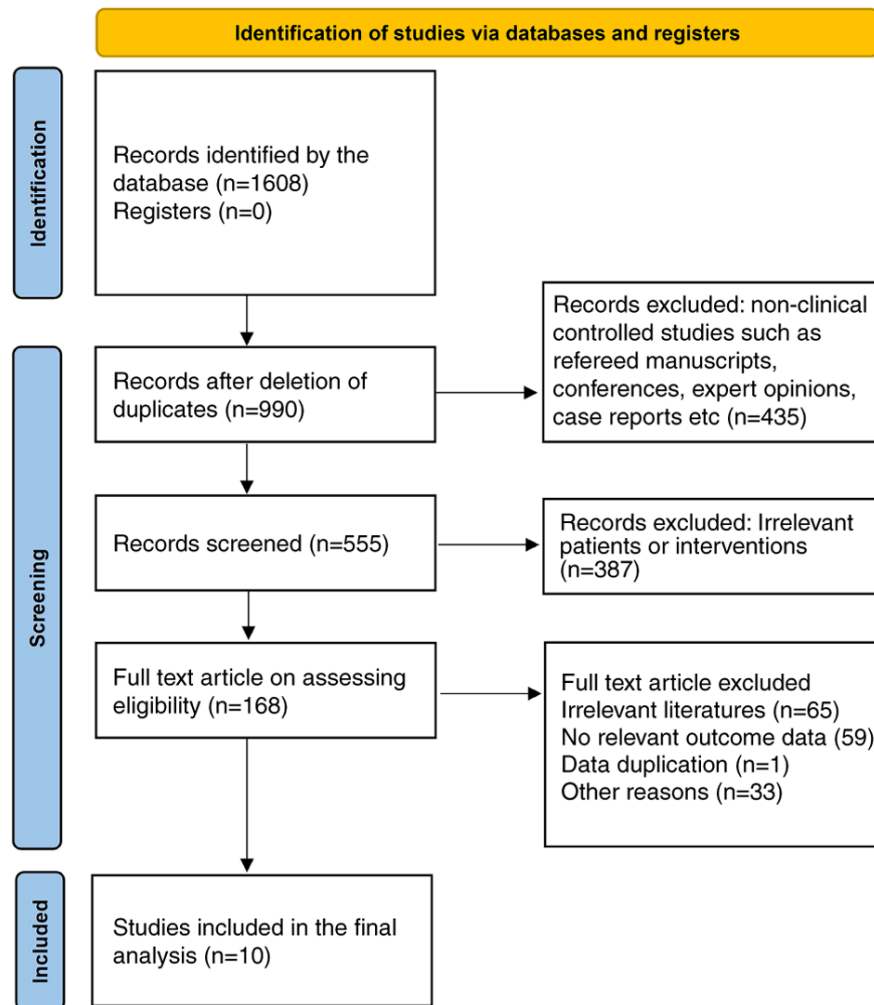 Identification of studies via databases and registers
Identification
Records identified by the
database (n=1608)
Registers (n=0)
Screening
Records after deletion of
duplicates (n=990)
Records excluded: non-clinical
controlled studies such as
refereed manuscripts,
conferences, expert opinions,
case reports etc (n=435)
Records screened (n=555)
Records excluded: Irrelevant
patients or interventions
(n=387)
Full text article on assessing
eligibility (n=168)
Full text article excluded
Irrelevant literatures (n=65)
No relevant outcome data (59)
Data duplication (n=1)
Other reasons (n=33)
Included
Studies included in the final
analysis (n=10)